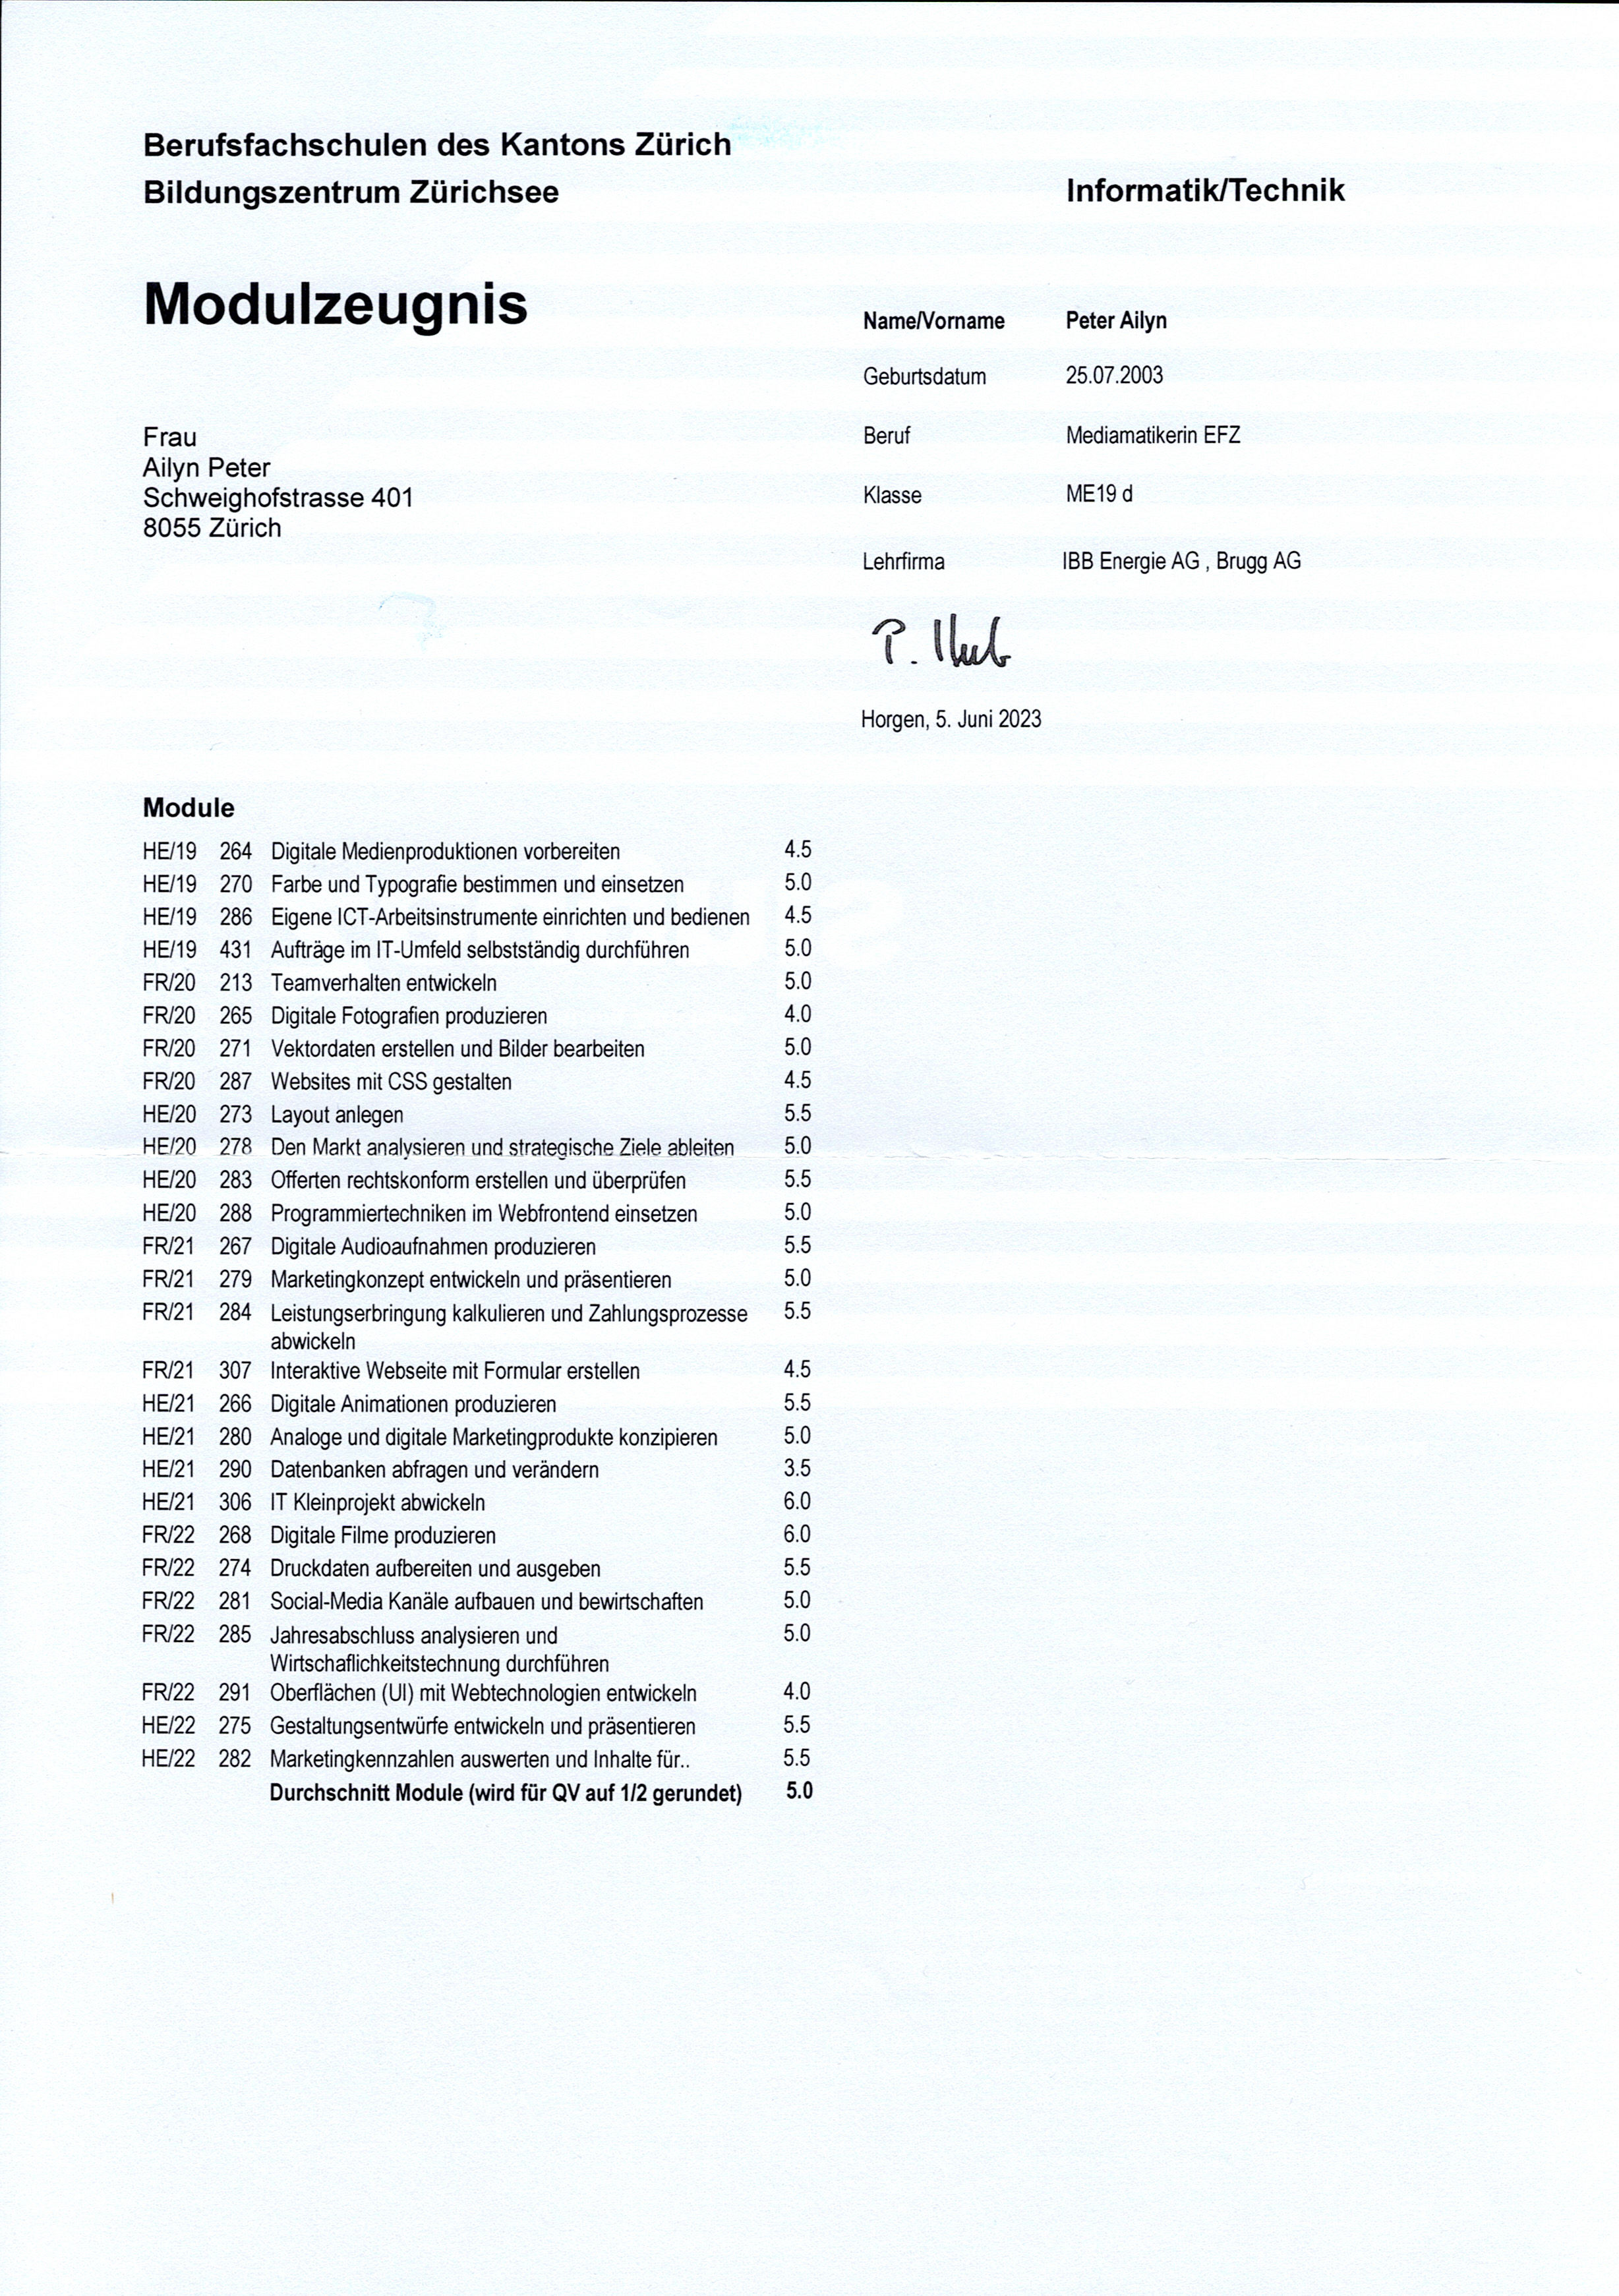 Berufsfachschulen des Kantons Zürich
Bildungszentrum Zürichsee
Informatik/Technik
Modulzeugnis
Name/Vorname Peter Ailyn
Geburtsdatum 25.07.2003
Frau
Ailyn Peter
Schweighofstrasse 401
8055 Zürich
Beruf Mediamatikerin EFZ
Klasse ME19 d
Lehrfirma IBB Energie AG , Brugg AG
Horgen, 5. Juni 2023
Module
HE/19 264 Digitale Medienproduktionen vorbereiten 4.5
HE/19 270 Farbe und Typografie bestimmen und einsetzen 5.0
HE/19 286 Eigene ICT-Arbeitsinstrumente einrichten und bedienen 4.5
HE/19 431 Aufträge im IT-Umfeld selbstständig durchführen 5.0
FR/20 213 Teamverhalten entwickeln 5.0
FR/20 265 Digitale Fotografien produzieren 4.0
FR/20 271 Vektordaten erstellen und Bilder bearbeiten 5.0
FR/20 287 Websites mit CSS gestalten 4.5
HE/20 273 Layout anlegen 5.5
HE/20 278 Den Markt analysieren und strategische Ziele ableiten 5.0
HE/20 283 Offerten rechtskonform erstellen und überprüfen 5.5
HE/20 288 Programmiertechniken im Webfrontend einsetzen 5.0
FR/21 267 Digitale Audioaufnahmen produzieren 5.5
FR/21 279 Marketingkonzept entwickeln und präsentieren 5.0
FR/21 284 Leistungserbringung kalkulieren und Zahlungsprozesse 5.5
abwickeln
FR/21 307 Interaktive Webseite mit Formular erstellen 4.5
HE/21 266 Digitale Animationen produzieren 5.5
HE/21 280 Analoge und digitale Marketingprodukte konzipieren 5.0
HE/21 290 Datenbanken abfragen und verändern 3.5
HE/21 306 IT Kleinprojekt abwickeln 6.0
FR/22 268 Digitale Filme produzieren 6.0
FR/22 274 Druckdaten aufbereiten und ausgeben 5.5
FR/22 281 Social-Media Kanäle aufbauen und bewirtschaften 5.0
FR/22 285 Jahresabschluss analysieren und 5.0
Wirtschaflichkeitstechnung durchführen
FR/22 291 Oberflächen (UI) mit Webtechnologien entwickeln 4.0
HE/22 275 Gestaltungsentwürfe entwickeln und präsentieren 5.5
HE/22 282 Marketingkennzahlen auswerten und Inhalte für.. 5.5
Durchschnitt Module (wird für QV auf 1/2 gerundet) 5.0